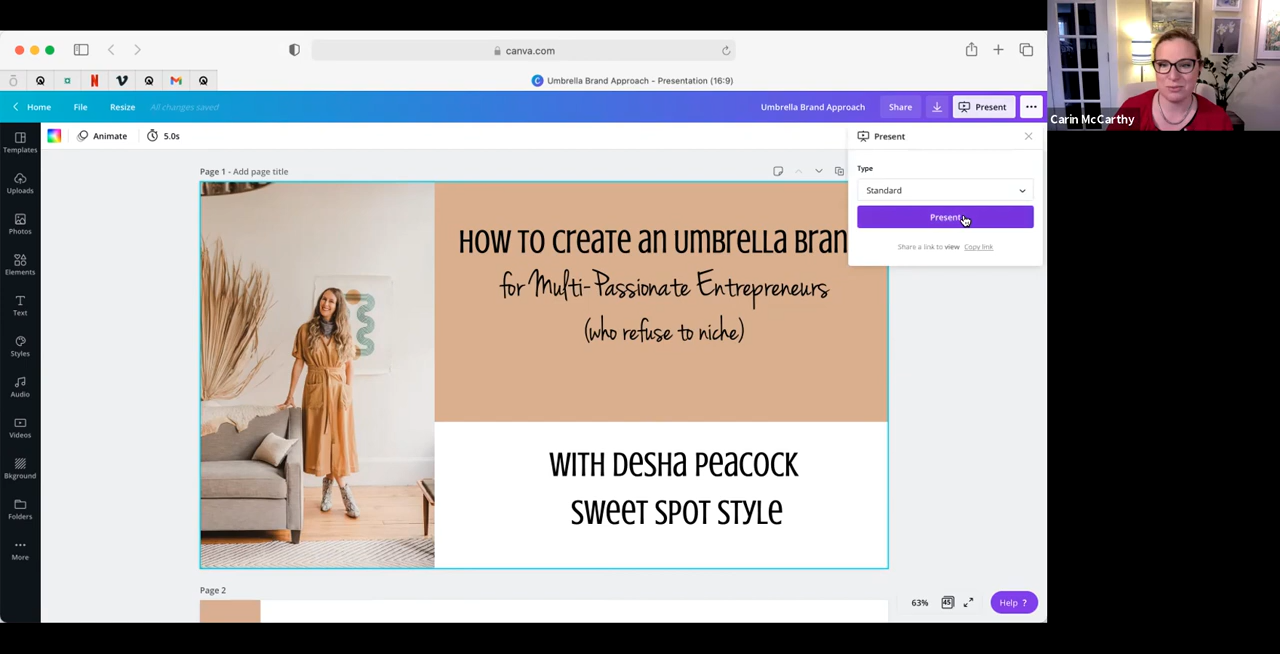 canva.com
Umbrella Brand Approach - Presentation (16:9)
Home
File
Resize
All changes saved
Umbrella Brand Approach
Share
Present
Carin McCarthy
Animate
5.0s
Present
Templates
Uploads
Photos
Elements
Text
Styles
Audio
Videos
Bkground
Folders
More
Page 1 - Add page title
Type
Standard
Present
Share a link to view Copy link
How to Create an Umbrella Bran
for Multi-Passionate Entrepreneurs
(who refuse to niche)
with Desha Peacock
Sweet Spot Style
Page 2
63%
45
Help ?